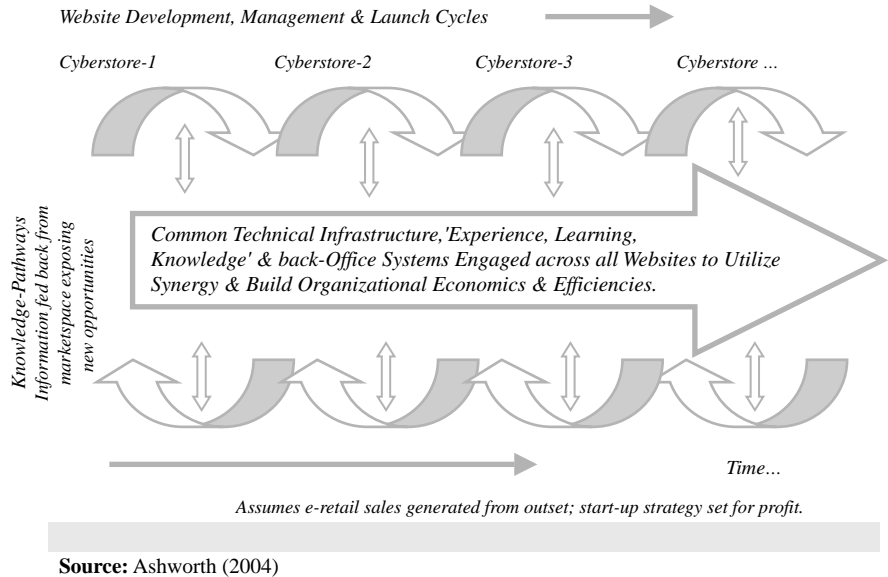 Website Development, Management & Launch Cycles
Cyberstore-1
Cyberstore-2
Cyberstore-3
Cyberstore ...
Knowledge-Pathways
Information fed back from
marketspace exposing
new opportunities
Common Technical Infrastructure,'Experience, Learning,
Knowledge' & back-Office Systems Engaged across all Websites to Utilize
Synergy & Build Organizational Economics & Efficiencies.
Time...
Assumes e-retail sales generated from outset; start-up strategy set for profit.
Source: Ashworth (2004)